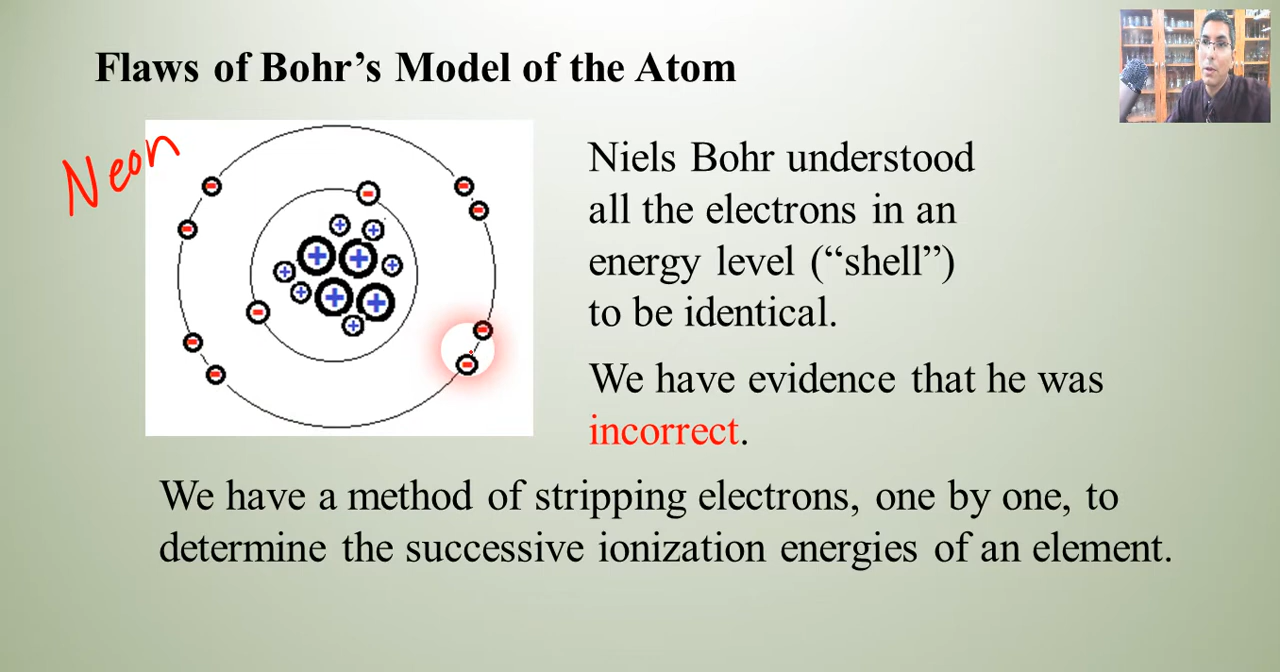 Flaws of Bohr’s Model of the Atom
Neon
Niels Bohr understood
all the electrons in an
energy level (“shell”)
to be identical.
We have evidence that he was
incorrect.
We have a method of stripping electrons, one by one, to
determine the successive ionization energies of an element.